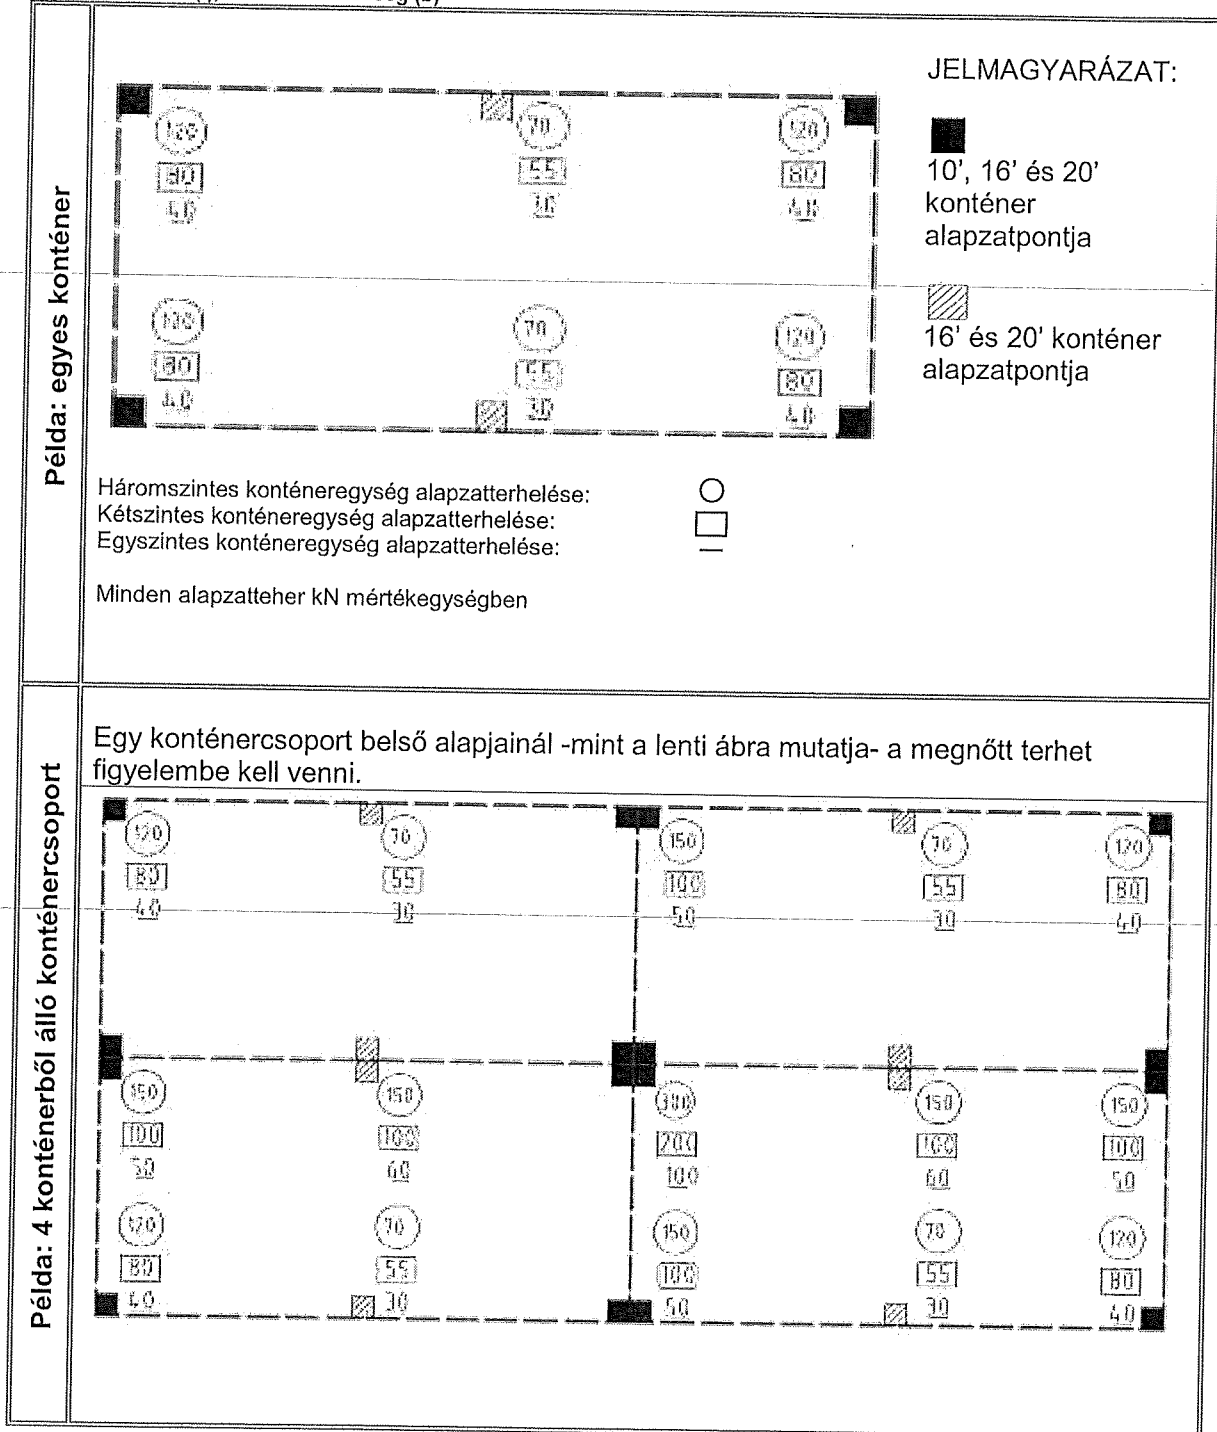 JELMAGYARÁZAT:
120 70 120
80 55 80
40 30 40
10', 16' és 20'
konténer
alapzatpontja
120 70 120
80 55 80
40 30 40
16' és 20' konténer
alapzatpontja
Példa: egyes konténer
Háromszintes konténeregység alapzatterhelése:
Kétszintes konténeregység alapzatterhelése:
Egyszintes konténeregység alapzatterhelése:
Minden alapzatteher kN mértékegységben
Példa: 4 konténerből álló konténercsoport
Egy konténercsoport belső alapjainál -mint a lenti ábra mutatja- a megnőtt terhet
figyelembe kell venni.
120 70 150 70 120
80 55 100 55 80
40 30 50 30 40
150 150 300 150 150
100 100 200 100 100
50 60 100 60 50
120 70 150 70 120
80 55 100 55 80
40 30 50 30 40